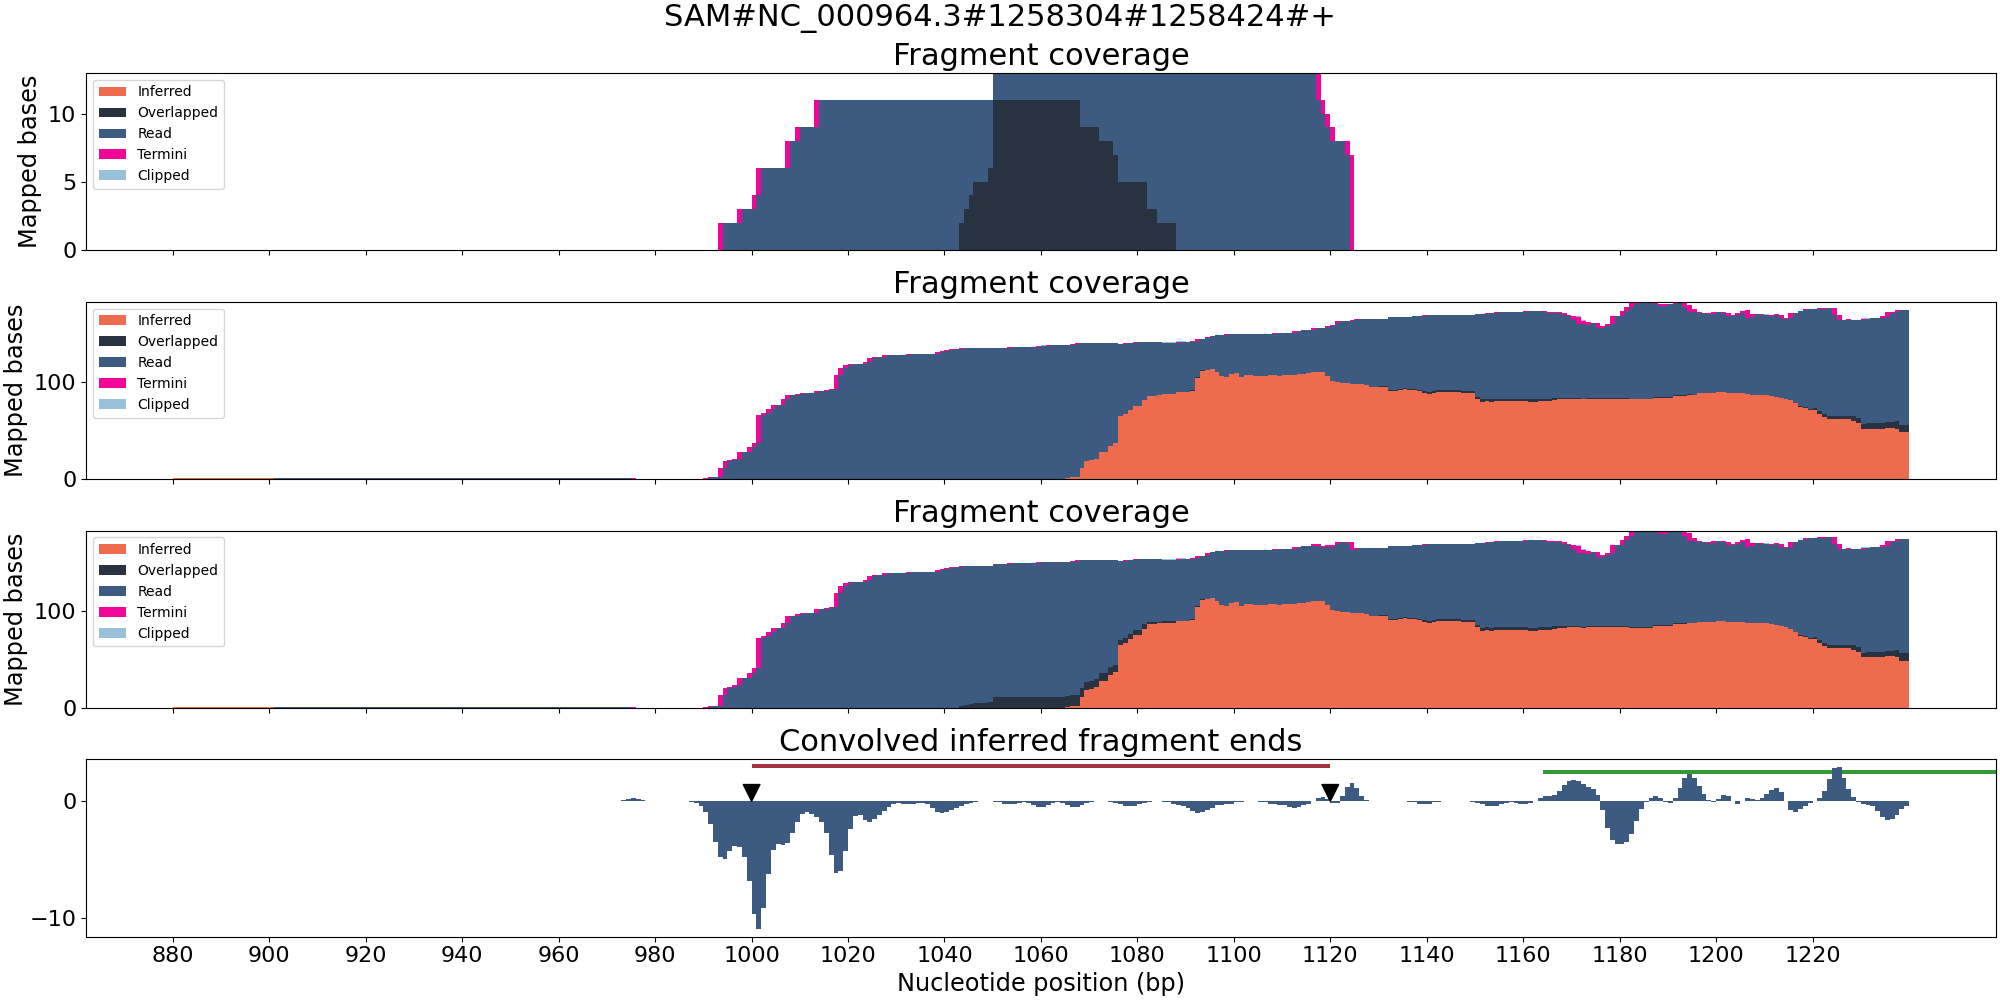 SAM#NC_000964.3#1258304#1258424#+
Fragment coverage
Mapped bases
10
5
0
Inferred
Overlapped
Read
Termini
Clipped
Fragment coverage
Mapped bases
100
0
Inferred
Overlapped
Read
Termini
Clipped
Fragment coverage
Mapped bases
100
0
Inferred
Overlapped
Read
Termini
Clipped
Convolved inferred fragment ends
0
−10
880 900 920 940 960 980 1000 1020 1040 1060 1080 1100 1120 1140 1160 1180 1200 1220
Nucleotide position (bp)